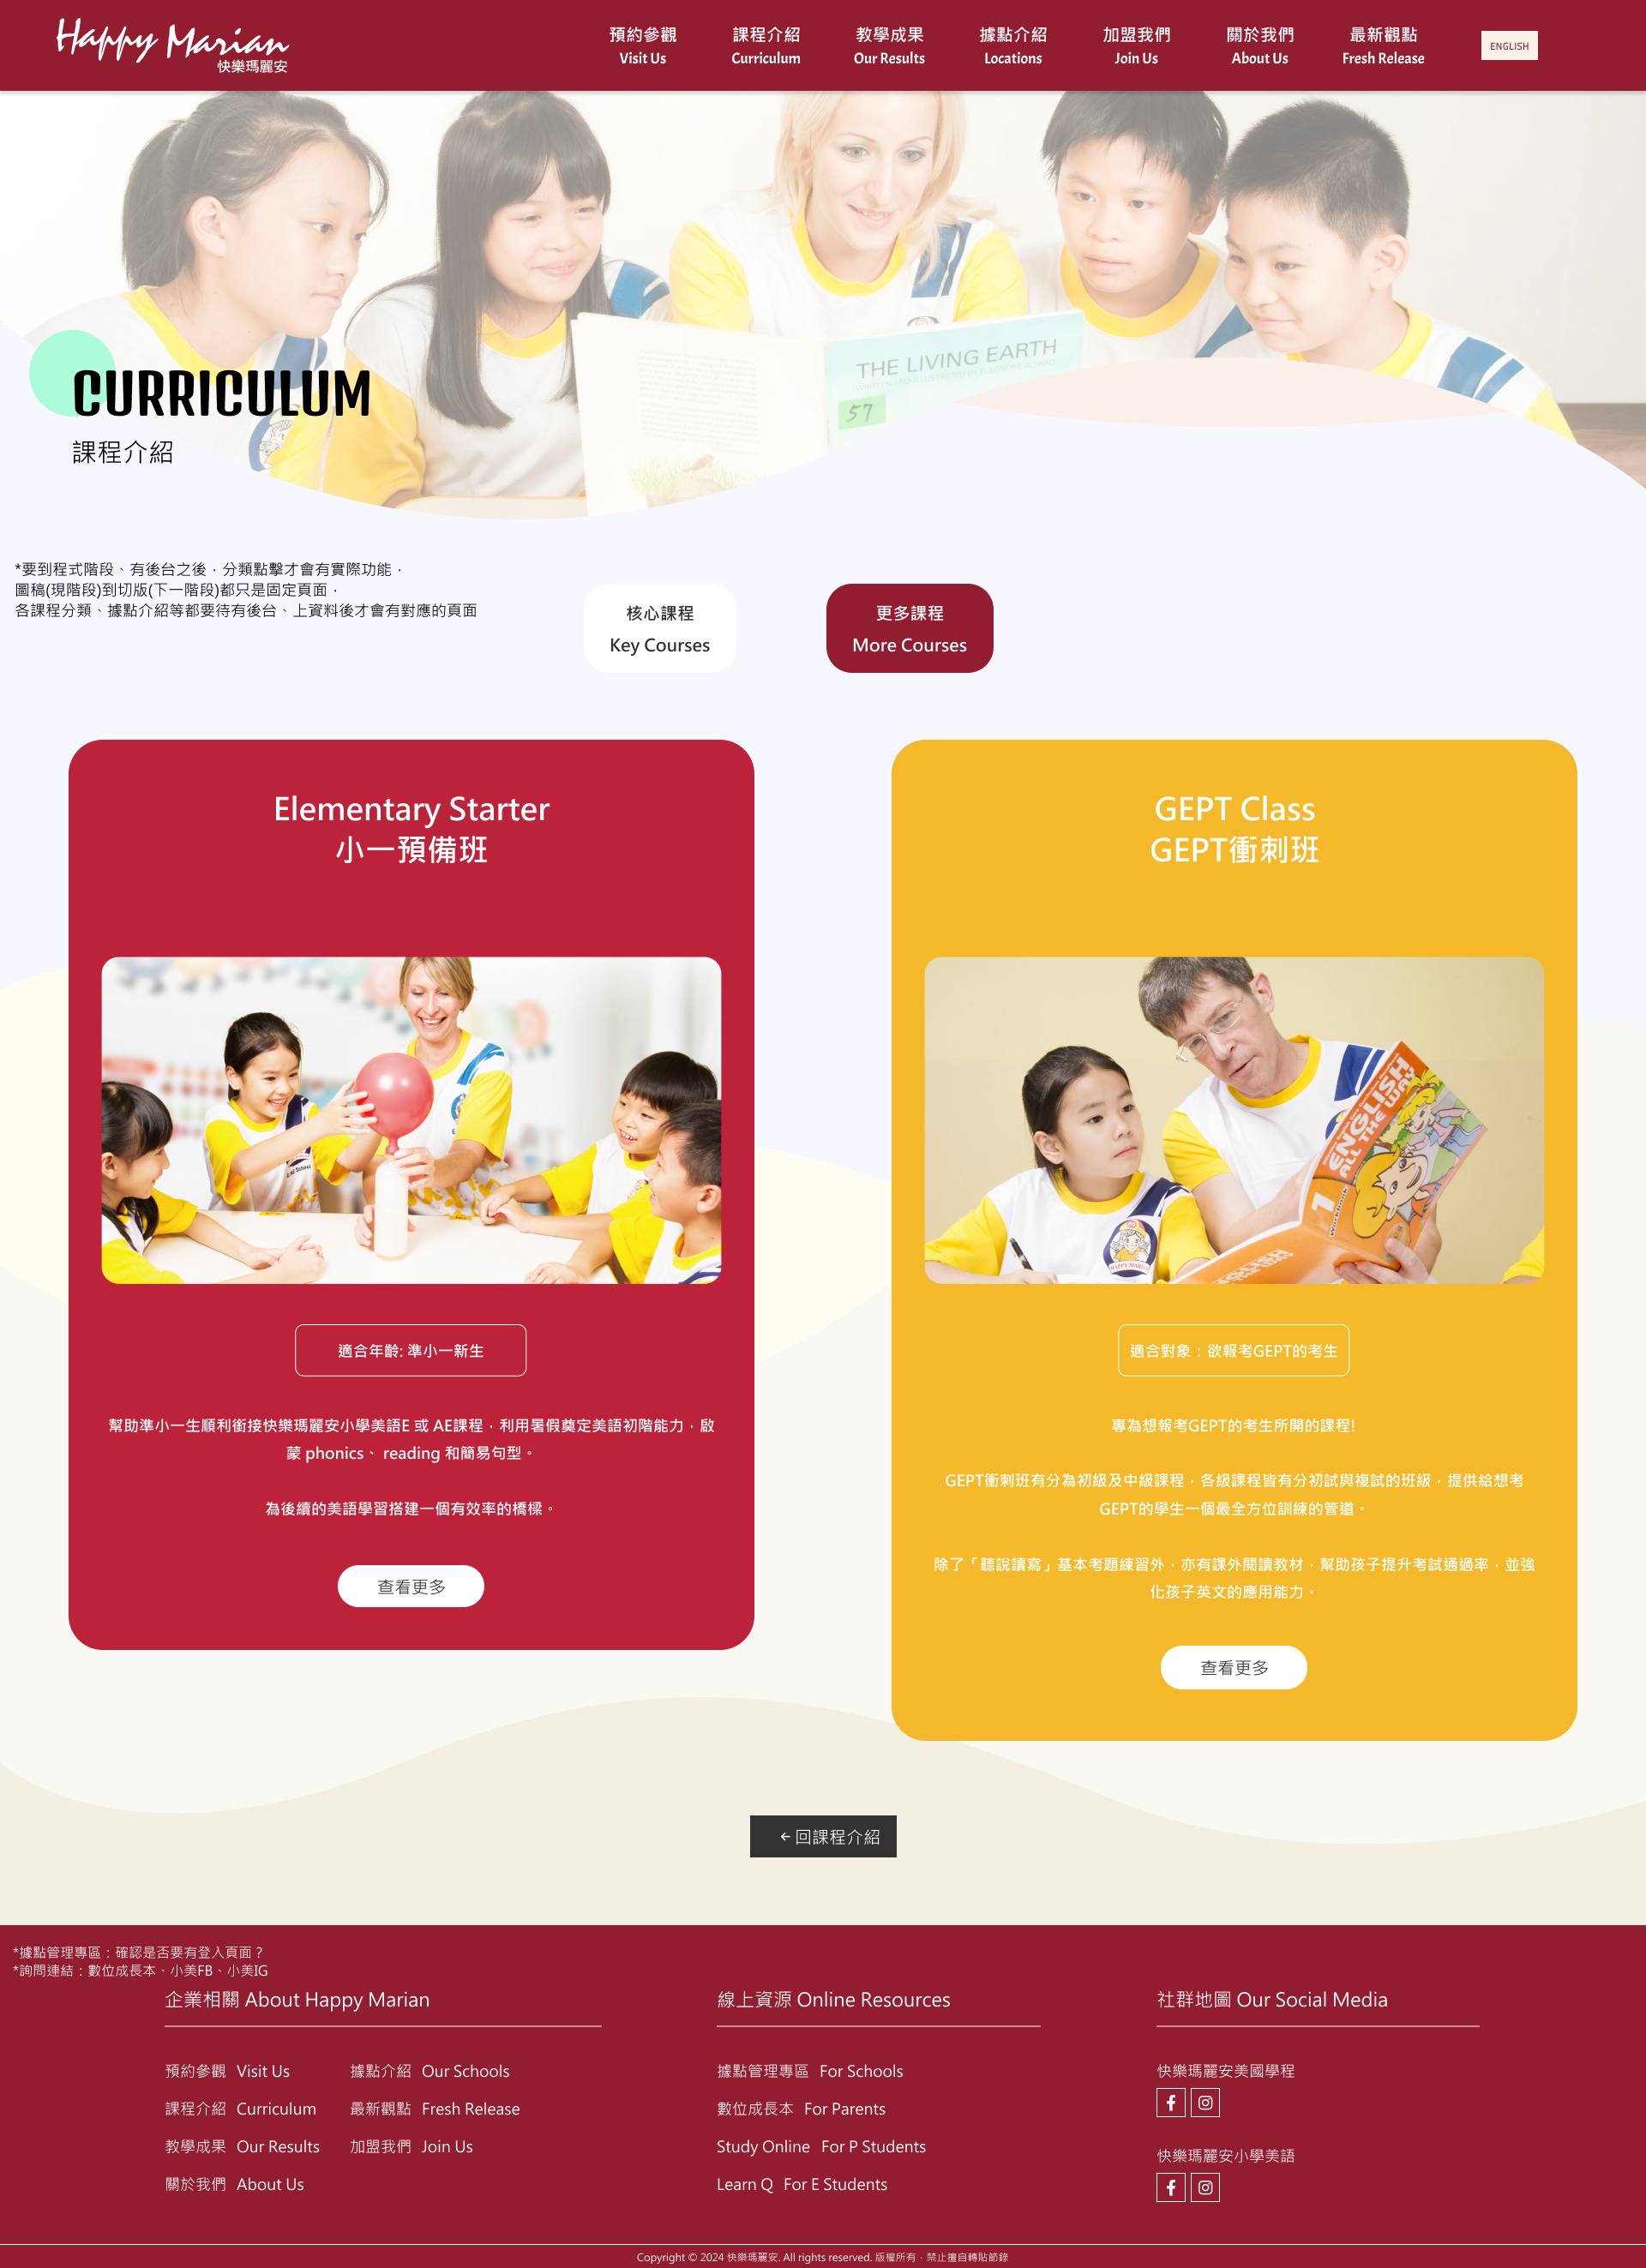 Happy Marian
快樂瑪麗安
預約參觀
Visit Us
課程介紹
Curriculum
教學成果
Our Results
據點介紹
Locations
加盟我們
Join Us
關於我們
About Us
最新觀點
Fresh Release
ENGLISH
THE LIVING EARTH
57
CURRICULUM
課程介紹
*要到程式階段、有後台之後，分類點擊才會有實際功能，
圖稿(現階段)到切版(下一階段)都只是固定頁面，
各課程分類、據點介紹等都要待有後台、上資料後才會有對應的頁面
核心課程
Key Courses
更多課程
More Courses
Elementary Starter
小一預備班
適合年齡: 準小一新生
幫助準小一生順利銜接快樂瑪麗安小學美語E 或 AE課程，利用暑假奠定美語初階能力，啟
蒙 phonics、 reading 和簡易句型。
為後續的美語學習搭建一個有效率的橋樑。
查看更多
GEPT Class
GEPT衝刺班
ENGLISH
ALL THE WAY
1
Workbook
HAPPY MARIAN
ENGLISH
適合對象：欲報考GEPT的考生
專為想報考GEPT的考生所開的課程!
GEPT衝刺班有分為初級及中級課程，各級課程皆有分初試與複試的班級，提供給想考
GEPT的學生一個最全方位訓練的管道。
除了「聽說讀寫」基本考題練習外，亦有課外閱讀教材，幫助孩子提升考試通過率，並強
化孩子英文的應用能力。
查看更多
← 回課程介紹
*據點管理專區：確認是否要有登入頁面？
*詢問連結：數位成長本、小美FB、小美IG
企業相關 About Happy Marian
預約參觀 Visit Us
課程介紹 Curriculum
教學成果 Our Results
關於我們 About Us
據點介紹 Our Schools
最新觀點 Fresh Release
加盟我們 Join Us
線上資源 Online Resources
據點管理專區 For Schools
數位成長本 For Parents
Study Online For P Students
Learn Q For E Students
社群地圖 Our Social Media
快樂瑪麗安美國學程
快樂瑪麗安小學美語
Copyright © 2024 快樂瑪麗安. All rights reserved. 版權所有，禁止擅自轉貼節錄